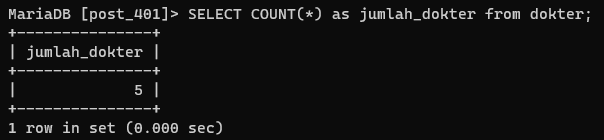 MariaDB [post_401]> SELECT COUNT(*) as jumlah_dokter from dokter;
+---------------+
| jumlah_dokter |
+---------------+
|             5 |
+---------------+
1 row in set (0.000 sec)